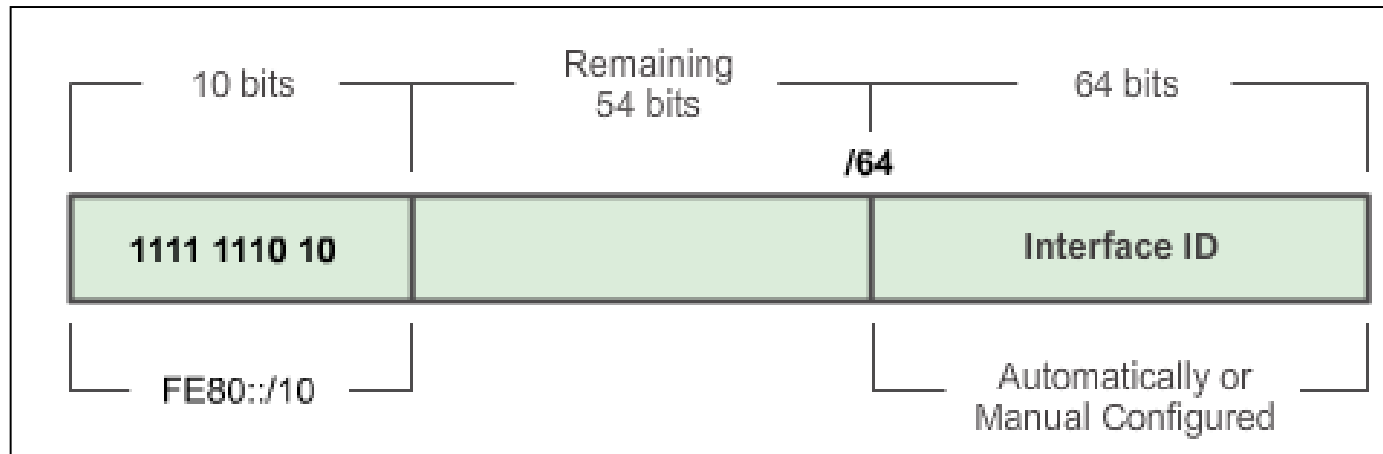 10 bits
Remaining
54 bits
64 bits
/64
1111 1110 10
Interface ID
FE80::/10
Automatically or
Manual Configured